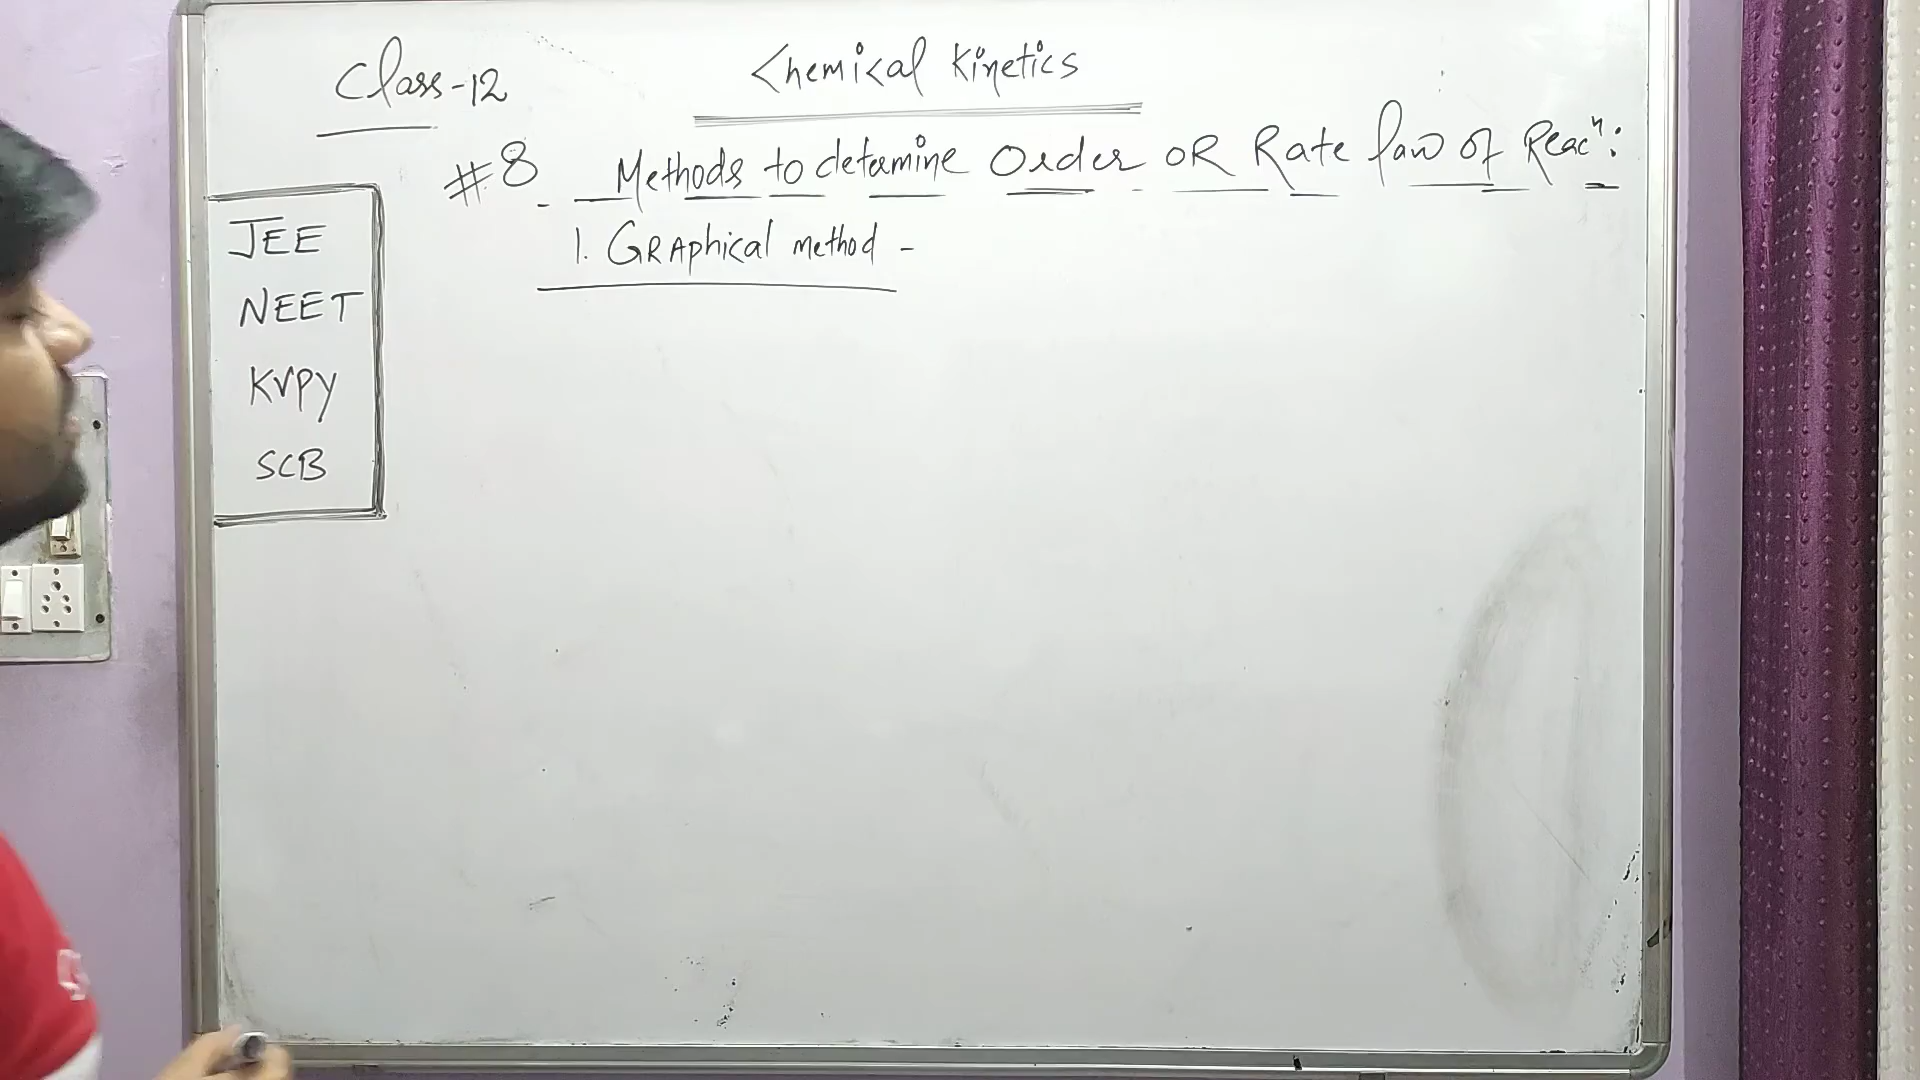 Class-12
Chemical Kinetics
#8 Methods to determine Order OR Rate law of Reacⁿ:
1. GRAphical method -
JEE
NEET
KVPY
SCB